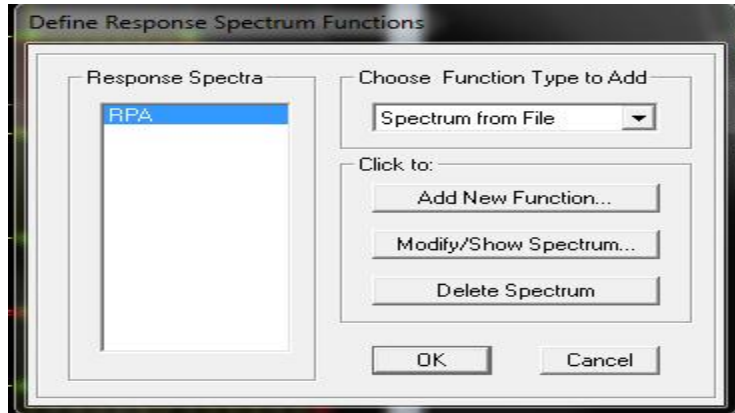 Define Response Spectrum Functions
Response Spectra
RPA
Choose Function Type to Add
Spectrum from File
Click to:
Add New Function...
Modify/Show Spectrum...
Delete Spectrum
OK
Cancel